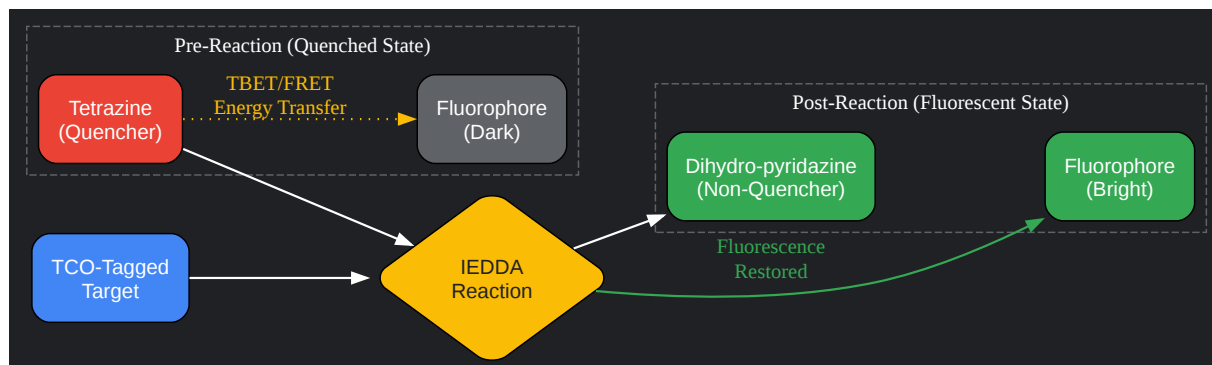 Pre-Reaction (Quenched State)
Tetrazine
(Quencher)
TBET/FRET
Energy Transfer
Fluorophore
(Dark)
Post-Reaction (Fluorescent State)
Dihydro-pyridazine
(Non-Quencher)
Fluorophore
(Bright)
TCO-Tagged
Target
IEDDA
Reaction
Fluorescence
Restored